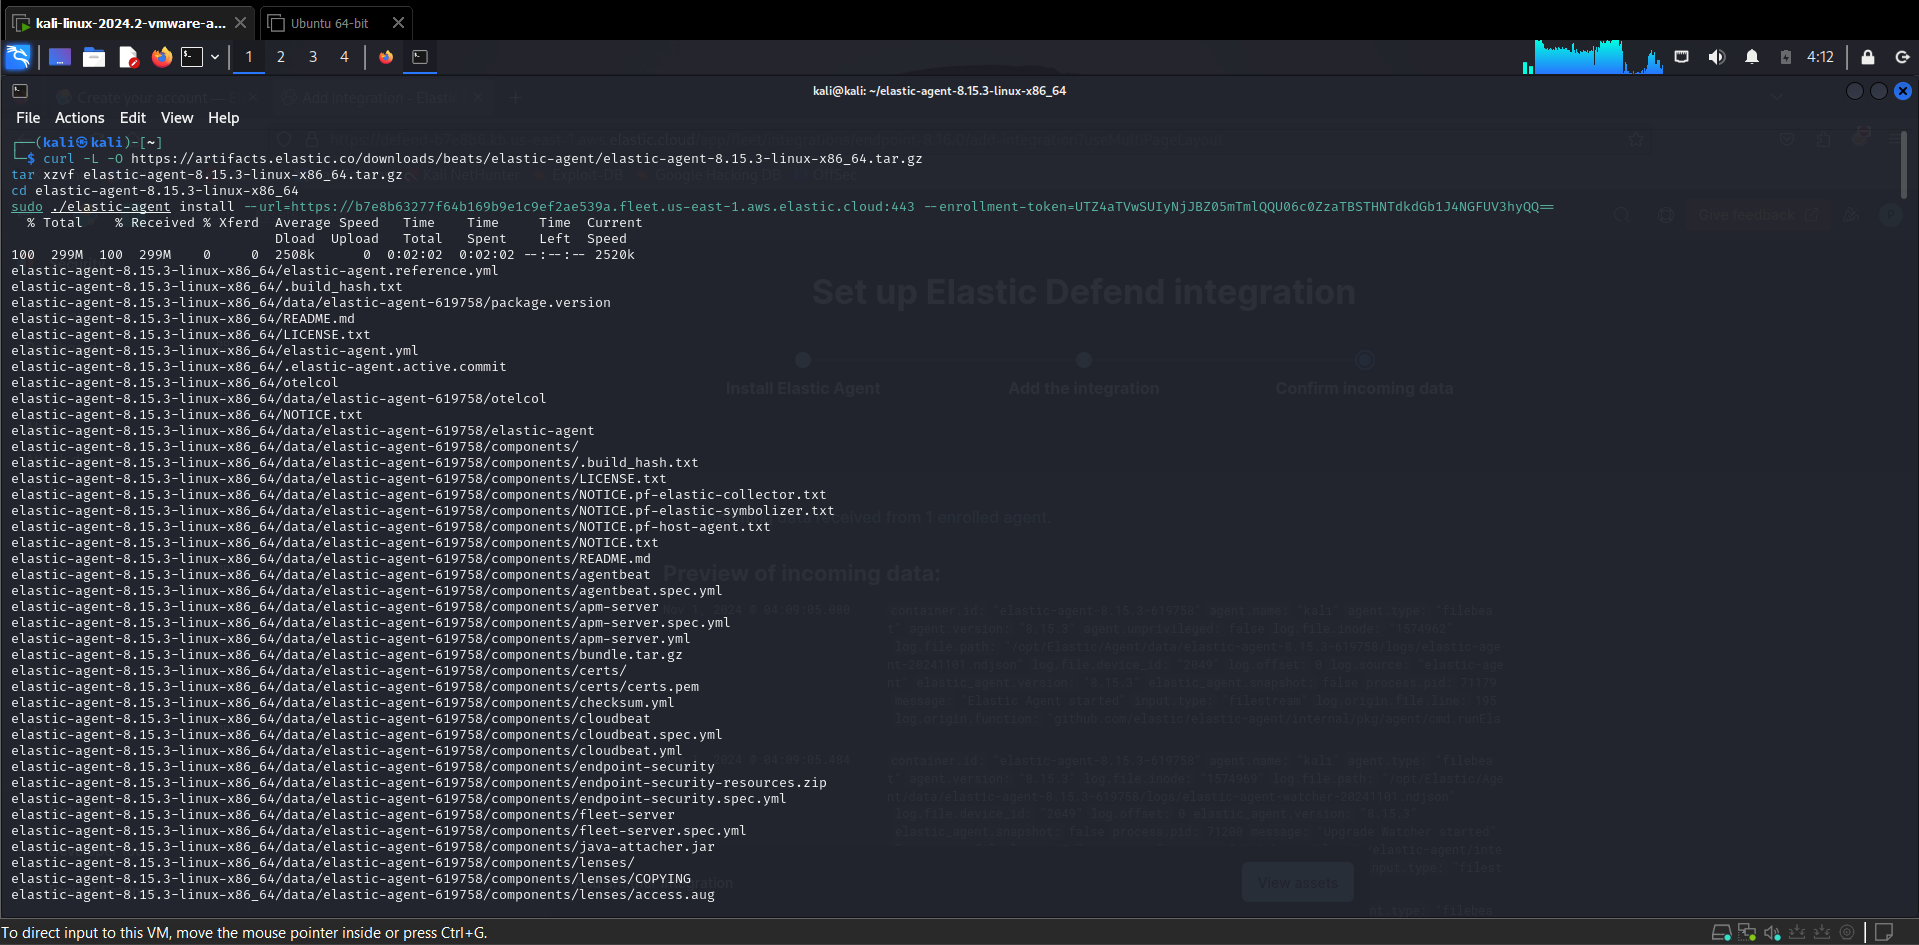 kali-linux-2024.2-vmware-a...
Ubuntu 64-bit
1 2 3 4
4:12
kali@kali: ~/elastic-agent-8.15.3-linux-x86_64
File Actions Edit View Help
┌──(kali㉿kali)-[~]
└─$ curl -L -O https://artifacts.elastic.co/downloads/beats/elastic-agent/elastic-agent-8.15.3-linux-x86_64.tar.gz
tar xzvf elastic-agent-8.15.3-linux-x86_64.tar.gz
cd elastic-agent-8.15.3-linux-x86_64
sudo ./elastic-agent install --url=https://b7e8b63277f64b169b9e1c9ef2ae539a.fleet.us-east-1.aws.elastic.cloud:443 --enrollment-token=UTZ4aTVwSUIyNjJBZ05mTmlQQU06c0ZzaTBSTHNTdkdGb1J4NGFUV3hyQQ==
% Total % Received % Xferd Average Speed Time Time Time Current
Dload Upload Total Spent Left Speed
100 299M 100 299M 0 0 2508k 0 0:02:02 0:02:02 --:--:-- 2520k
elastic-agent-8.15.3-linux-x86_64/elastic-agent.reference.yml
elastic-agent-8.15.3-linux-x86_64/.build_hash.txt
elastic-agent-8.15.3-linux-x86_64/data/elastic-agent-619758/package.version
elastic-agent-8.15.3-linux-x86_64/README.md
elastic-agent-8.15.3-linux-x86_64/LICENSE.txt
elastic-agent-8.15.3-linux-x86_64/elastic-agent.yml
elastic-agent-8.15.3-linux-x86_64/.elastic-agent.active.commit
elastic-agent-8.15.3-linux-x86_64/otelcol
elastic-agent-8.15.3-linux-x86_64/data/elastic-agent-619758/otelcol
elastic-agent-8.15.3-linux-x86_64/NOTICE.txt
elastic-agent-8.15.3-linux-x86_64/data/elastic-agent-619758/elastic-agent
elastic-agent-8.15.3-linux-x86_64/data/elastic-agent-619758/components/
elastic-agent-8.15.3-linux-x86_64/data/elastic-agent-619758/components/.build_hash.txt
elastic-agent-8.15.3-linux-x86_64/data/elastic-agent-619758/components/LICENSE.txt
elastic-agent-8.15.3-linux-x86_64/data/elastic-agent-619758/components/NOTICE.pf-elastic-collector.txt
elastic-agent-8.15.3-linux-x86_64/data/elastic-agent-619758/components/NOTICE.pf-elastic-symbolizer.txt
elastic-agent-8.15.3-linux-x86_64/data/elastic-agent-619758/components/NOTICE.pf-host-agent.txt
elastic-agent-8.15.3-linux-x86_64/data/elastic-agent-619758/components/NOTICE.txt
elastic-agent-8.15.3-linux-x86_64/data/elastic-agent-619758/components/README.md
elastic-agent-8.15.3-linux-x86_64/data/elastic-agent-619758/components/agentbeat
elastic-agent-8.15.3-linux-x86_64/data/elastic-agent-619758/components/agentbeat.spec.yml
elastic-agent-8.15.3-linux-x86_64/data/elastic-agent-619758/components/apm-server
elastic-agent-8.15.3-linux-x86_64/data/elastic-agent-619758/components/apm-server.spec.yml
elastic-agent-8.15.3-linux-x86_64/data/elastic-agent-619758/components/apm-server.yml
elastic-agent-8.15.3-linux-x86_64/data/elastic-agent-619758/components/bundle.tar.gz
elastic-agent-8.15.3-linux-x86_64/data/elastic-agent-619758/components/certs/
elastic-agent-8.15.3-linux-x86_64/data/elastic-agent-619758/components/certs/certs.pem
elastic-agent-8.15.3-linux-x86_64/data/elastic-agent-619758/components/checksum.yml
elastic-agent-8.15.3-linux-x86_64/data/elastic-agent-619758/components/cloudbeat
elastic-agent-8.15.3-linux-x86_64/data/elastic-agent-619758/components/cloudbeat.spec.yml
elastic-agent-8.15.3-linux-x86_64/data/elastic-agent-619758/components/cloudbeat.yml
elastic-agent-8.15.3-linux-x86_64/data/elastic-agent-619758/components/endpoint-security
elastic-agent-8.15.3-linux-x86_64/data/elastic-agent-619758/components/endpoint-security-resources.zip
elastic-agent-8.15.3-linux-x86_64/data/elastic-agent-619758/components/endpoint-security.spec.yml
elastic-agent-8.15.3-linux-x86_64/data/elastic-agent-619758/components/fleet-server
elastic-agent-8.15.3-linux-x86_64/data/elastic-agent-619758/components/fleet-server.spec.yml
elastic-agent-8.15.3-linux-x86_64/data/elastic-agent-619758/components/java-attacher.jar
elastic-agent-8.15.3-linux-x86_64/data/elastic-agent-619758/components/lenses/
elastic-agent-8.15.3-linux-x86_64/data/elastic-agent-619758/components/lenses/COPYING
elastic-agent-8.15.3-linux-x86_64/data/elastic-agent-619758/components/lenses/access.aug
Give feedback
Set up Elastic Defend integration
Install Elastic Agent
Add the integration
Confirm incoming data
received from 1 enrolled agent.
Preview of incoming data:
View assets
To direct input to this VM, move the mouse pointer inside or press Ctrl+G.